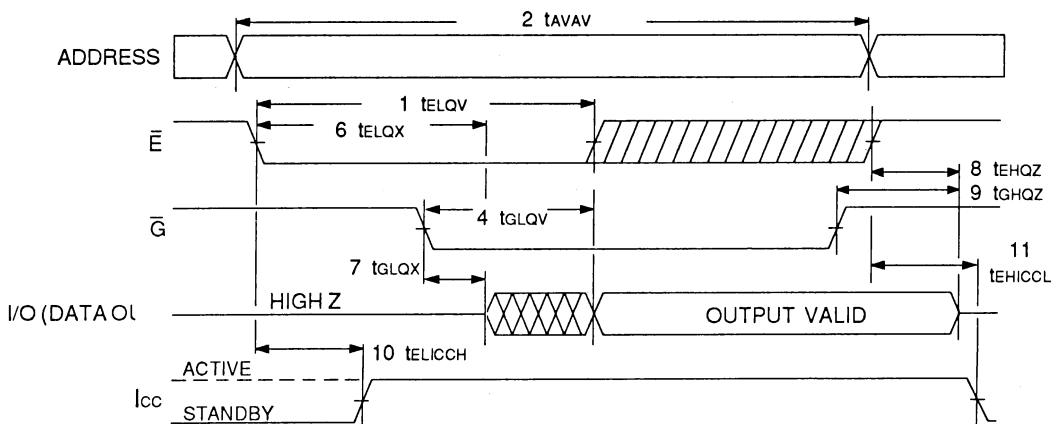 2 tAVAV
ADDRESS
1 tELQV
6 tELQX
E̅
8 tEHQZ
9 tGHQZ
G̅
4 tGLQV
11
tEHICCL
7 tGLQX
HIGH Z
I/O (DATA OU
OUTPUT VALID
10 tELICCH
ACTIVE
Icc
STANDBY